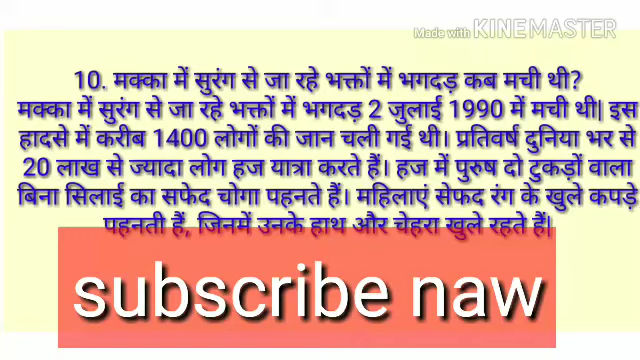 Made with KINEMASTER
10. मक्का में सुरंग से जा रहे भक्तों में भगदड़ कब मची थी?
मक्का में सुरंग से जा रहे भक्तों में भगदड़ 2 जुलाई 1990 में मची थी| इस
हादसे में करीब 1400 लोगों की जान चली गई थी। प्रतिवर्ष दुनिया भर से
20 लाख से ज्यादा लोग हज यात्रा करते हैं। हज में पुरुष दो टुकड़ों वाला
बिना सिलाई का सफेद चोगा पहनते हैं। महिलाएं सेफद रंग के खुले कपड़े
पहनती हैं, जिनमें उनके हाथ और चेहरा खुले रहते हैं|
subscribe naw